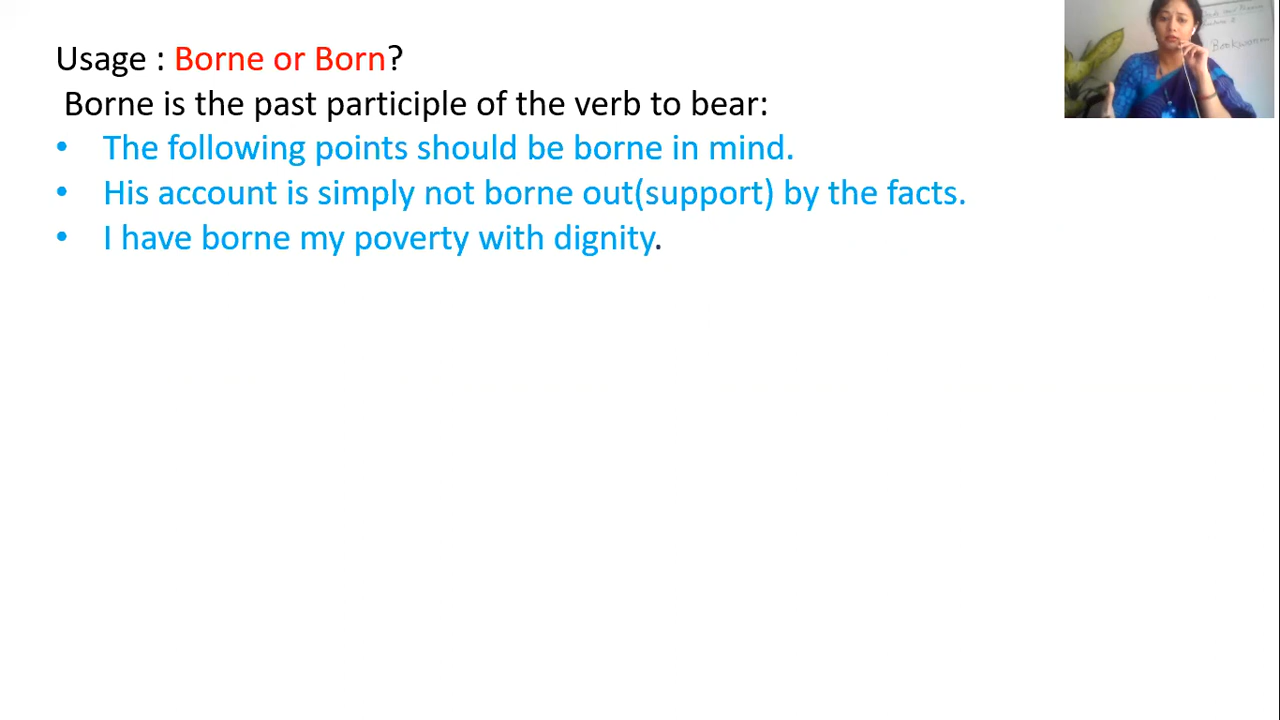 Usage : Borne or Born?
Borne is the past participle of the verb to bear:
• The following points should be borne in mind.
• His account is simply not borne out(support) by the facts.
• I have borne my poverty with dignity.
Bookworm